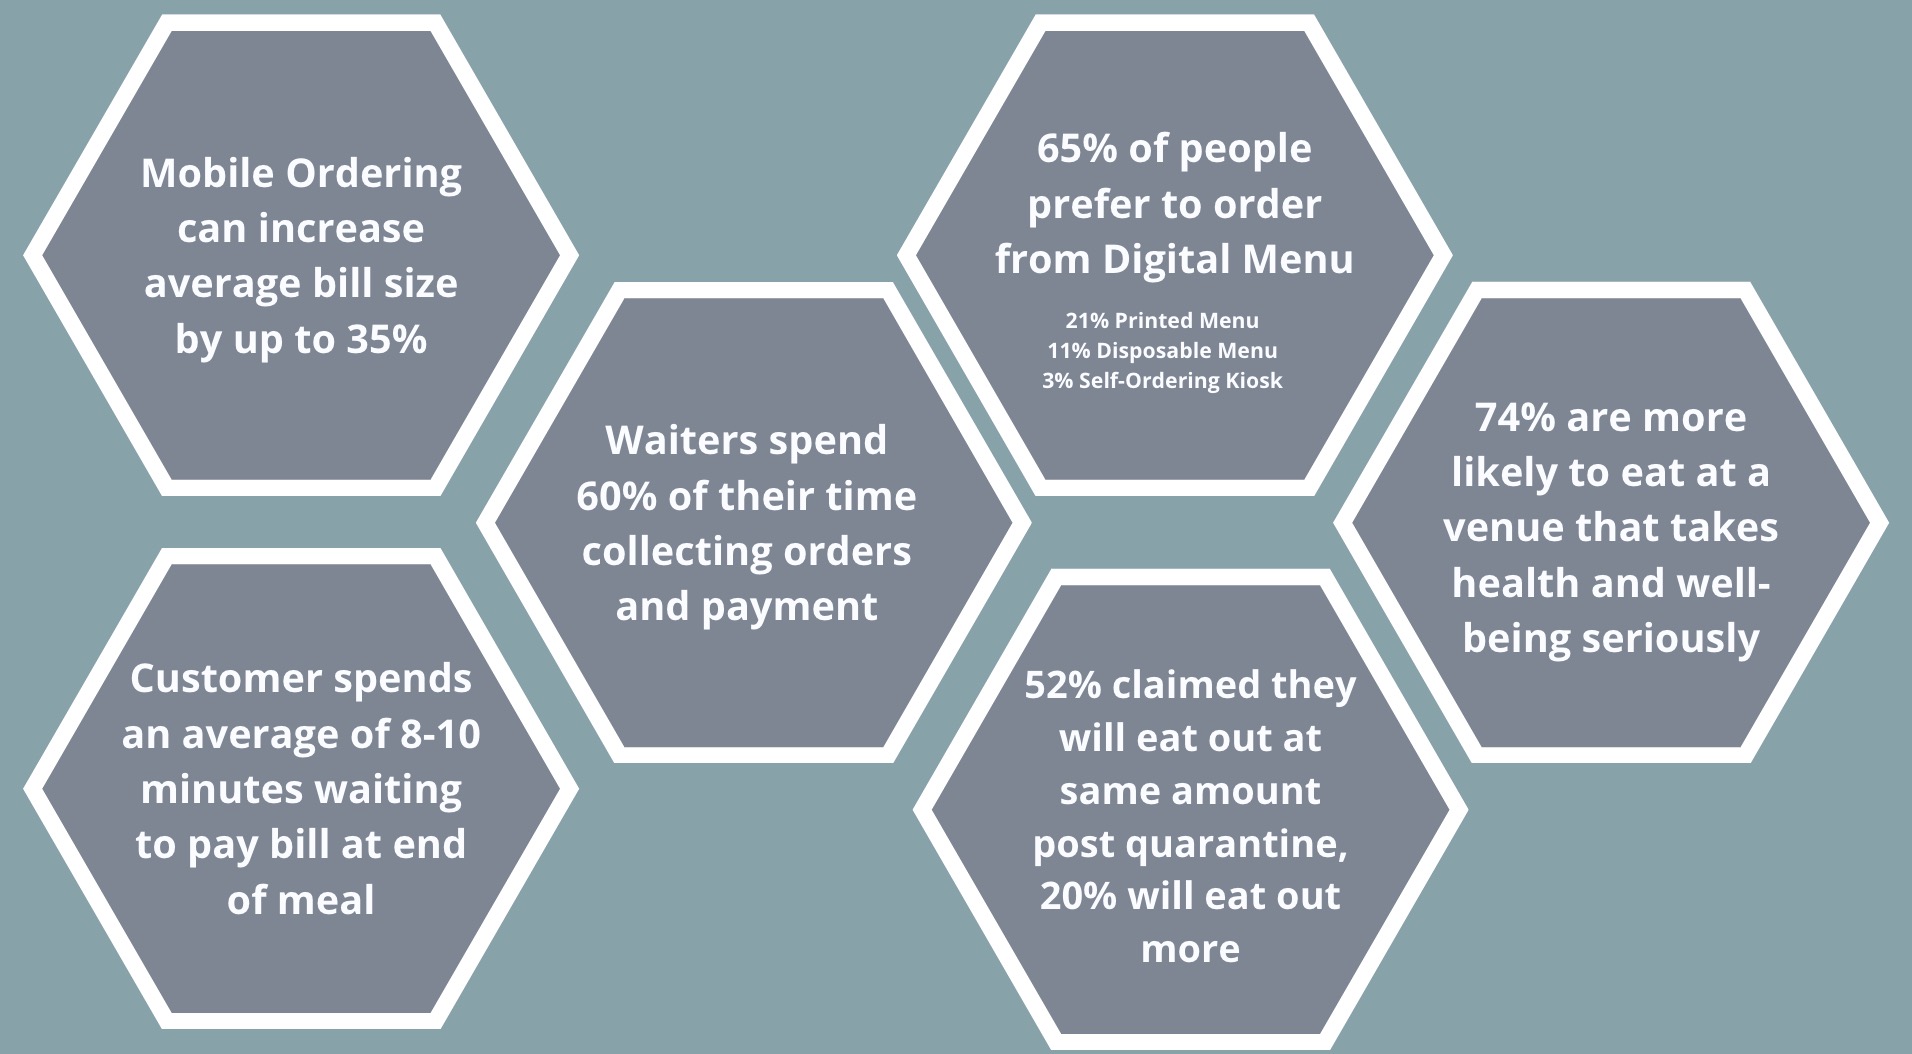 Mobile Ordering
can increase
average bill size
by up to 35%
Customer spends
an average of 8-10
minutes waiting
to pay bill at end
of meal
Waiters spend
60% of their time
collecting orders
and payment
65% of people
prefer to order
from Digital Menu
21% Printed Menu
11% Disposable Menu
3% Self-Ordering Kiosk
52% claimed they
will eat out at
same amount
post quarantine,
20% will eat out
more
74% are more
likely to eat at a
venue that takes
health and well-
being seriously